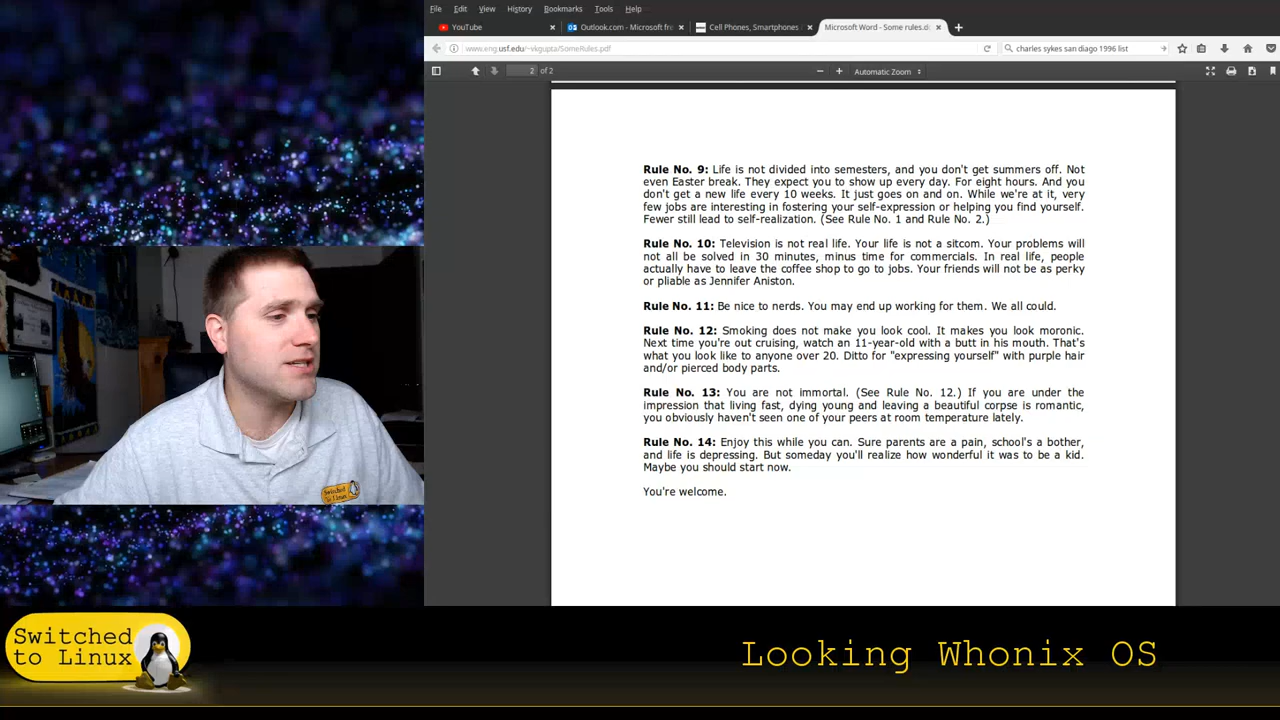 File Edit View History Bookmarks Tools Help
YouTube
Outlook.com - Microsoft fre
Cell Phones, Smartphones
Microsoft Word - Some rules.do
www.eng.usf.edu/~vkgupta/SomeRules.pdf
charles sykes san diago 1996 list
2 of 2
Automatic Zoom
Rule No. 9: Life is not divided into semesters, and you don't get summers off. Not
even Easter break. They expect you to show up every day. For eight hours. And you
don't get a new life every 10 weeks. It just goes on and on. While we're at it, very
few jobs are interesting in fostering your self-expression or helping you find yourself.
Fewer still lead to self-realization. (See Rule No. 1 and Rule No. 2.)
Rule No. 10: Television is not real life. Your life is not a sitcom. Your problems will
not all be solved in 30 minutes, minus time for commercials. In real life, people
actually have to leave the coffee shop to go to jobs. Your friends will not be as perky
or pliable as Jennifer Aniston.
Rule No. 11: Be nice to nerds. You may end up working for them. We all could.
Rule No. 12: Smoking does not make you look cool. It makes you look moronic.
Next time you're out cruising, watch an 11-year-old with a butt in his mouth. That's
what you look like to anyone over 20. Ditto for "expressing yourself" with purple hair
and/or pierced body parts.
Rule No. 13: You are not immortal. (See Rule No. 12.) If you are under the
impression that living fast, dying young and leaving a beautiful corpse is romantic,
you obviously haven't seen one of your peers at room temperature lately.
Rule No. 14: Enjoy this while you can. Sure parents are a pain, school's a bother,
and life is depressing. But someday you'll realize how wonderful it was to be a kid.
Maybe you should start now.
You're welcome.
Switched
to Linux
Switched
to Linux
Looking Whonix OS